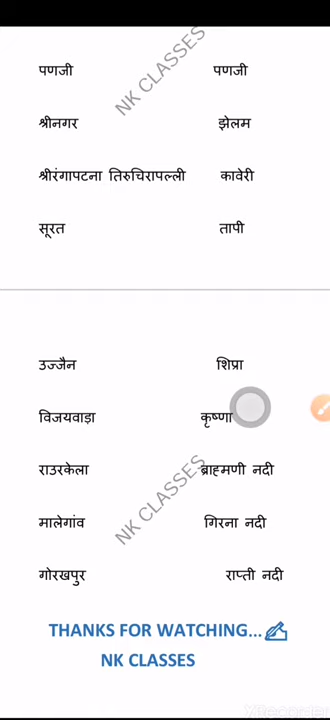 पणजी पणजी
श्रीनगर झेलम
श्रीरंगापटना तिरुचिरापल्ली कावेरी
सूरत तापी
NK CLASSES
उज्जैन शिप्रा
विजयवाड़ा कृष्णा
राउरकेला ब्राह्मणी नदी
मालेगांव गिरना नदी
गोरखपुर राप्ती नदी
NK CLASSES
THANKS FOR WATCHING...✍
NK CLASSES
XRecorder